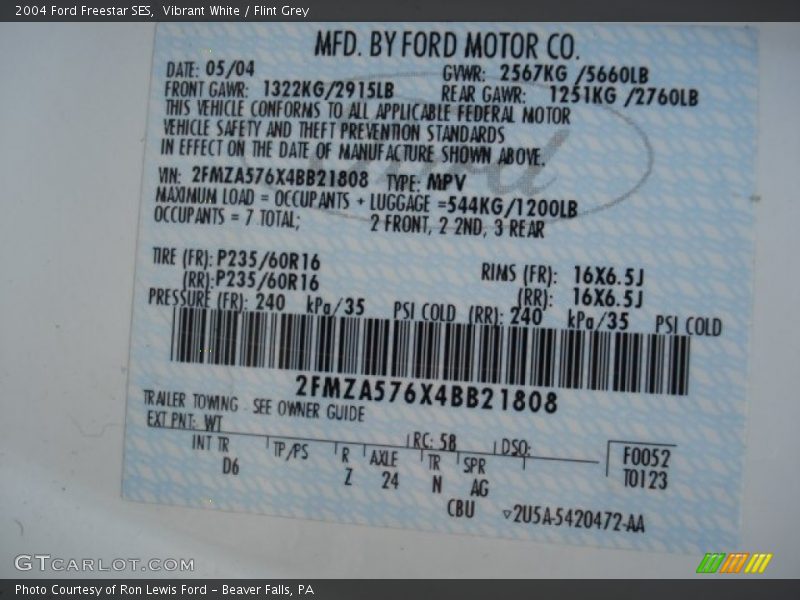 2004 Ford Freestar SES,  Vibrant White / Flint Grey
MFD. BY FORD MOTOR CO.
DATE: 05/04 GVWR: 2567KG /5660LB
FRONT GAWR: 1322KG/2915LB REAR GAWR: 1251KG /2760LB
THIS VEHICLE CONFORMS TO ALL APPLICABLE FEDERAL MOTOR
VEHICLE SAFETY AND THEFT PREVENTION STANDARDS
IN EFFECT ON THE DATE OF MANUFACTURE SHOWN ABOVE.
VIN: 2FMZA576X4BB21808 TYPE: MPV
MAXIMUM LOAD = OCCUPANTS + LUGGAGE =544KG/1200LB
OCCUPANTS = 7 TOTAL; 2 FRONT, 2 2ND, 3 REAR
TIRE (FR): P235/60R16 RIMS (FR): 16X6.5J
(RR): P235/60R16 (RR): 16X6.5J
PRESSURE (FR): 240 kPa/35 PSI COLD (RR): 240 kPa/35 PSI COLD
2FMZA576X4BB21808
TRAILER TOWING - SEE OWNER GUIDE
EXT PNT: WT RC: 58 DSO: F0052
INT TR TP/PS R AXLE TR SPR T0123
D6 Z 24 N AG
CBU ▿2U5A-5420472-AA
Ford
GTCARLOT.COM
Photo Courtesy of Ron Lewis Ford – Beaver Falls, PA